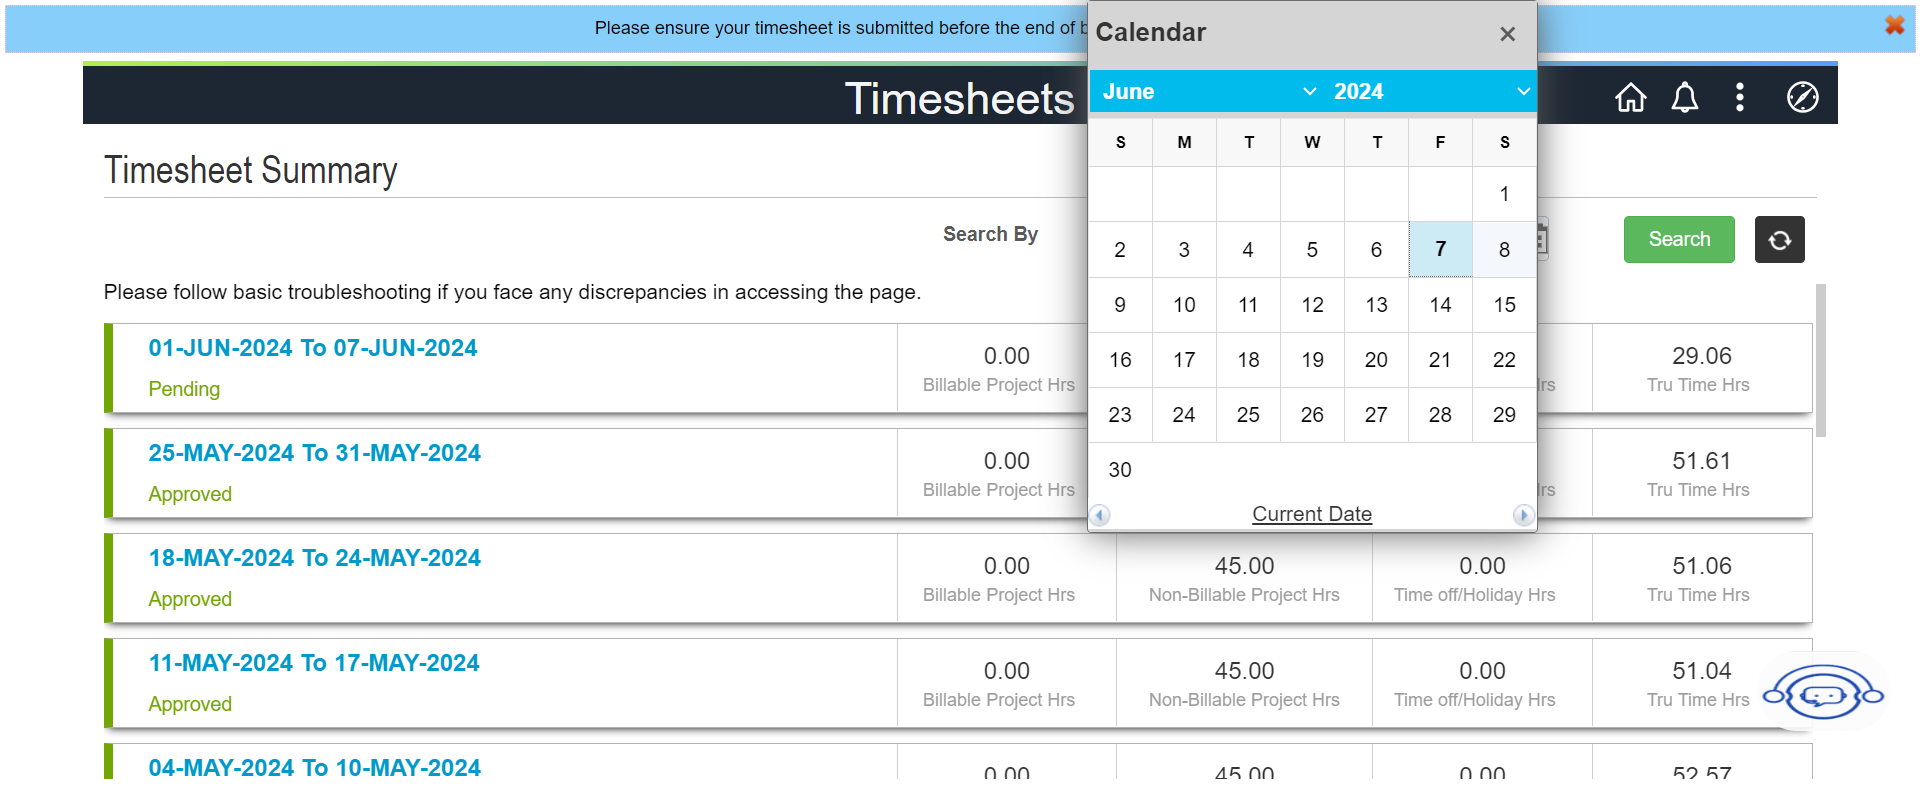 Please ensure your timesheet is submitted before the end of
Calendar
Timesheets
June 2024
S M T W T F S
1
2 3 4 5 6 7 8
9 10 11 12 13 14 15
16 17 18 19 20 21 22
23 24 25 26 27 28 29
30
Current Date
Timesheet Summary
Search By
Search
Please follow basic troubleshooting if you face any discrepancies in accessing the page.
01-JUN-2024 To 07-JUN-2024
Pending
0.00
Billable Project Hrs
29.06
Tru Time Hrs
25-MAY-2024 To 31-MAY-2024
Approved
0.00
Billable Project Hrs
51.61
Tru Time Hrs
18-MAY-2024 To 24-MAY-2024
Approved
0.00
Billable Project Hrs
45.00
Non-Billable Project Hrs
0.00
Time off/Holiday Hrs
51.06
Tru Time Hrs
11-MAY-2024 To 17-MAY-2024
Approved
0.00
Billable Project Hrs
45.00
Non-Billable Project Hrs
0.00
Time off/Holiday Hrs
51.04
Tru Time Hrs
04-MAY-2024 To 10-MAY-2024
0.00
45.00
0.00
52.57